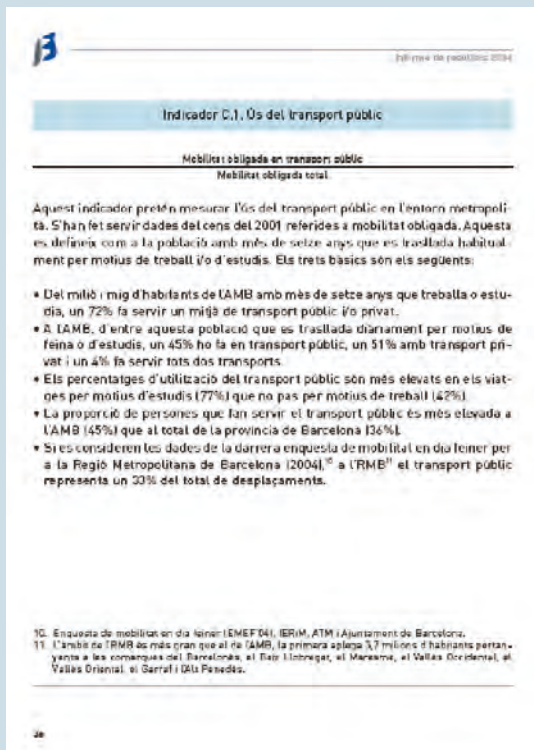 Informe de resultats 2004
Indicador C.1. Ús del transport públic
Mobilitat obligada en transport públic
Mobilitat obligada total
Aquest indicador pretén mesurar l'ús del transport públic en l'entorn metropoli-
tà. S'han fet servir dades del cens del 2001 referides a mobilitat obligada. Aquesta
es defineix com a la població amb més de setze anys que es trasllada habitual-
ment per motius de treball i/o d'estudis. Els trets bàsics són els següents:
• Del milió i mig d'habitants de l'AMB amb més de setze anys que treballa o estu-
dia, un 72% fa servir un mitjà de transport públic i/o privat.
• A l'AMB, d'entre aquesta població que es trasllada diàriament per motius de
feina o d'estudis, un 45% ho fa en transport públic, un 51% amb transport pri-
vat i un 4% fa servir tots dos transports.
• Els percentatges d'utilització del transport públic són més elevats en els viat-
ges per motius d'estudis (77%) que no pas per motius de treball (42%).
• La proporció de persones que fan servir el transport públic és més elevada a
l'AMB (45%) que al total de la província de Barcelona (36%).
• Si es consideren les dades de la darrera enquesta de mobilitat en dia feiner per
a la Regió Metropolitana de Barcelona (2004),¹⁰ a l'RMB¹¹ el transport públic
representa un 33% del total de desplaçaments.
10. Enquesta de mobilitat en dia feiner (EMEF'04), IERM, ATM i Ajuntament de Barcelona.
11. L'àmbit de l'RMB és més gran que el de l'AMB, la primera aplega milions d'habitants pertan-
yents a les comarques del Barcelonès, el Baix Llobregat, el Maresme, el Vallès Occidental, el
Vallès Oriental, el Garraf i l'Alt Penedès.